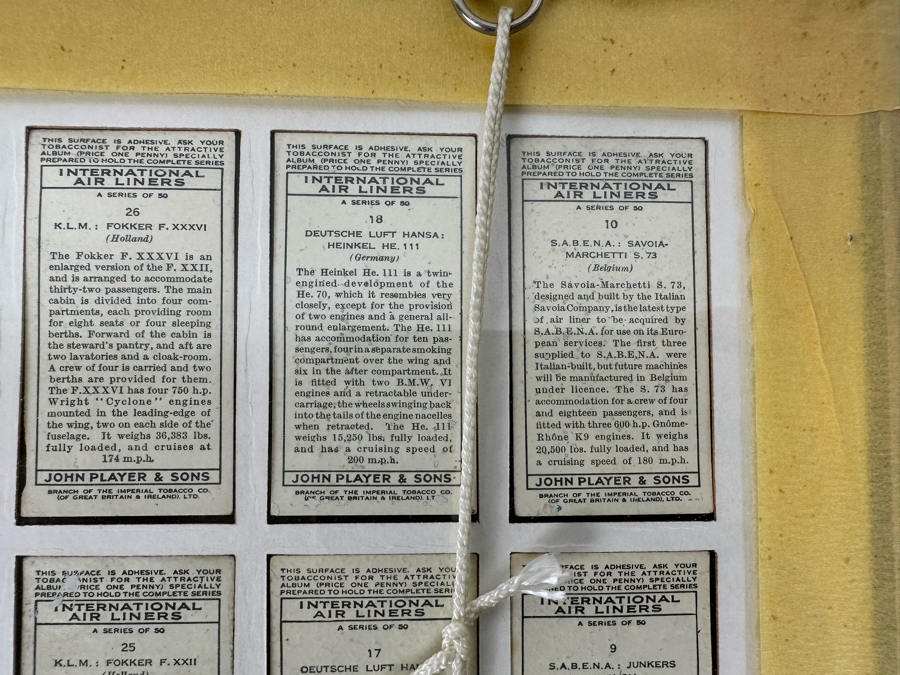 THIS SURFACE IS ADHESIVE. ASK YOUR
TOBACCONIST FOR THE ATTRACTIVE
ALBUM (PRICE ONE PENNY) SPECIALLY
PREPARED TO HOLD THE COMPLETE SERIES
INTERNATIONAL
AIR LINERS
A SERIES OF 50
26
K.L.M.: FOKKER F. XXXVI
(Holland)
The Fokker F. XXXVI is an
enlarged version of the F. XXII,
and is arranged to accommodate
thirty-two passengers. The main
cabin is divided into four com-
partments, each providing room
for eight seats or four sleeping
berths. Forward of the cabin is
the steward's pantry, and aft are
two lavatories and a cloak-room.
A crew of four is carried and two
berths are provided for them.
The F.XXXVI has four 750 h.p.
Wright "Cyclone" engines
mounted in the leading-edge of
the wing, two on each side of the
fuselage. It weighs 36,383 lbs.
fully loaded, and cruises at
174 m.p.h.
JOHN PLAYER & SONS
BRANCH OF THE IMPERIAL TOBACCO CO.
(OF GREAT BRITAIN & IRELAND), LTD.
THIS SURFACE IS ADHESIVE. ASK YOUR
TOBACCONIST FOR THE ATTRACTIVE
ALBUM (PRICE ONE PENNY) SPECIALLY
PREPARED TO HOLD THE COMPLETE SERIES
INTERNATIONAL
AIR LINERS
A SERIES OF 50
18
DEUTSCHE LUFT HANSA:
HEINKEL HE. 111
(Germany)
The Heinkel He. 111 is a twin-
engined development of the
He. 70, which it resembles very
closely, except for the provision
of two engines and a general all-
round enlargement. The He. 111
has accommodation for ten pas-
sengers, four in a separate smoking
compartment over the wing and
six in the after compartment. It
is fitted with two B.M.W. VI
engines and a retractable under-
carriage, the wheels swinging back
into the tails of the engine nacelles
when retracted. The He. 111
weighs 15,250 lbs. fully loaded,
and has a cruising speed of
200 m.p.h.
JOHN PLAYER & SONS
BRANCH OF THE IMPERIAL TOBACCO CO.
(OF GREAT BRITAIN & IRELAND), LT
THIS SURFACE IS ADHESIVE. ASK YOUR
TOBACCONIST FOR THE ATTRACTIVE
ALBUM (PRICE ONE PENNY) SPECIALLY
PREPARED TO HOLD THE COMPLETE SERIES
INTERNATIONAL
AIR LINERS
A SERIES OF 50
10
S.A.B.E.N.A.: SAVOIA-
MARCHETTI S. 73
(Belgium)
The Savoia-Marchetti S. 73,
designed and built by the Italian
Savoia Company, is the latest type
of air liner to be acquired by
S.A.B.E.N.A. for use on its Euro-
pean services. The first three
supplied to S.A.B.E.N.A. were
Italian-built, but future machines
will be manufactured in Belgium
under licence. The S. 73 has
accommodation for a crew of four
and eighteen passengers, and is
fitted with three 600 h.p. Gnôme-
Rhône K9 engines. It weighs
20,500 lbs. fully loaded, and has
a cruising speed of 180 m.p.h.
JOHN PLAYER & SONS
BRANCH OF THE IMPERIAL TOBACCO CO.
(OF GREAT BRITAIN & IRELAND), LTD.
THIS SURFACE IS ADHESIVE. ASK YOUR
TOBACCONIST FOR THE ATTRACTIVE
ALBUM (PRICE ONE PENNY) SPECIALLY
PREPARED TO HOLD THE COMPLETE SERIES
INTERNATIONAL
AIR LINERS
A SERIES OF 50
25
K.L.M.: FOKKER F. XXII
(Holland)
THIS SURFACE IS ADHESIVE. ASK YOUR
TOBACCONIST FOR THE ATTRACTIVE
ALBUM (PRICE ONE PENNY) SPECIALLY
PREPARED TO HOLD THE COMPLETE SERIES
INTERNATIONAL
AIR LINERS
A SERIES OF 50
17
DEUTSCHE LUFT HAN
FACE IS ADHESIVE. ASK YOUR
IST FOR THE ATTRACTIVE
(PRICE ONE PENNY) SPECIALLY
TO HOLD THE COMPLETE SERIES
INTERNATIONAL
AIR LINERS
A SERIES OF 50
9
S.A.B.E.N.A.: JUNKERS